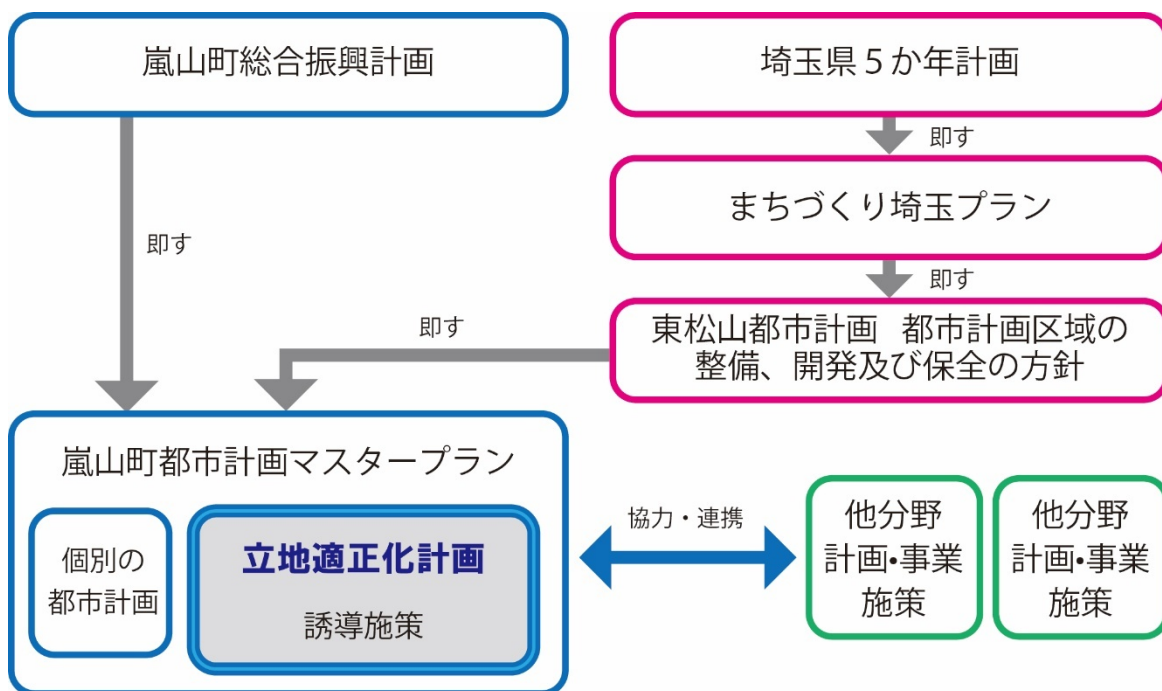 嵐山町総合振興計画
埼玉県５か年計画
即す
まちづくり埼玉プラン
即す
即す
東松山都市計画 都市計画区域の
整備、開発及び保全の方針
即す
嵐山町都市計画マスタープラン
個別の
都市計画
立地適正化計画
誘導施策
協力・連携
他分野
計画・事業
施策
他分野
計画・事業
施策